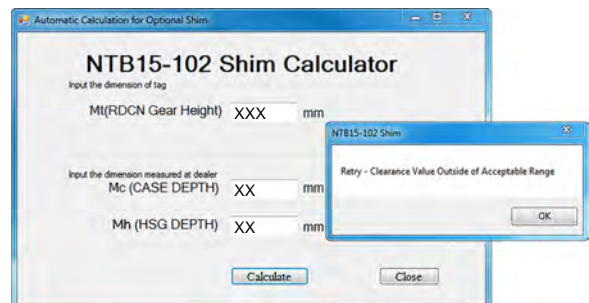 Automatic Calculation for Optional Shim
NTB15-102 Shim Calculator
Input the dimension of tag
Mt(RDCN Gear Height) XXX mm
NTB15-102 Shim
Retry - Clearance Value Outside of Acceptable Range
OK
Input the dimension measured at dealer
Mc (CASE DEPTH) XX mm
Mh (HSG DEPTH) XX mm
Calculate Close